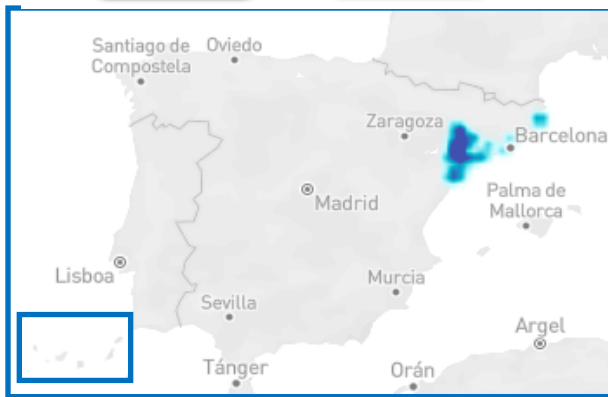 Santiago de
Compostela
Oviedo
Zaragoza
Barcelona
Madrid
Palma de
Mallorca
Lisboa
Murcia
Sevilla
Argel
Tánger
Orán